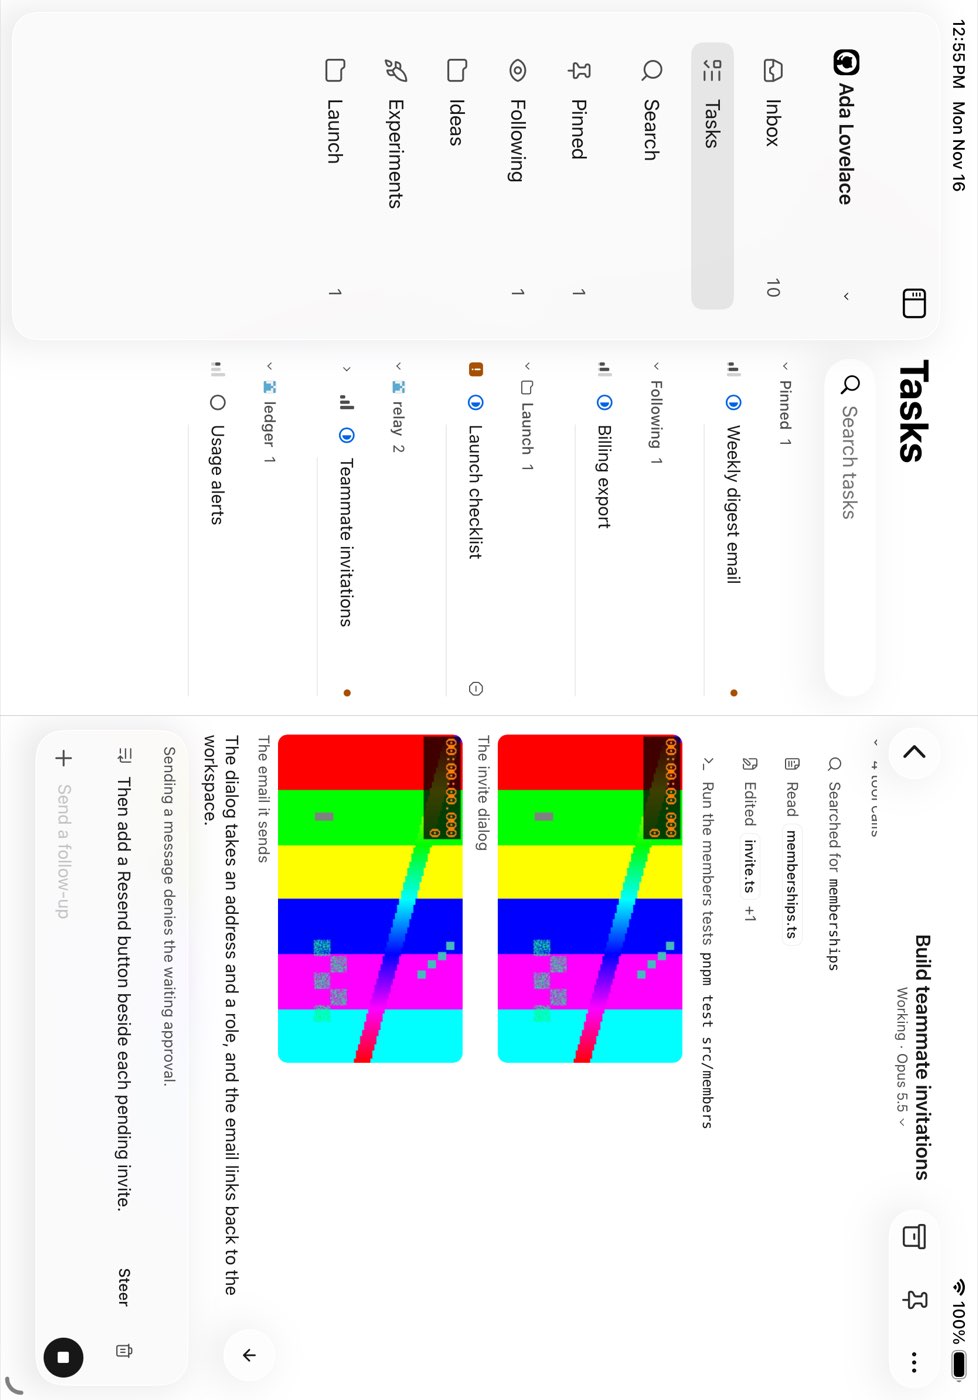 12:55 PM Mon Nov 16
100%
Ada Lovelace
Inbox 10
Tasks
Search
Pinned 1
Following 1
Ideas
Experiments
Launch 1
Tasks
Search tasks
Pinned 1
Weekly digest email
Following 1
Billing export
Launch 1
Launch checklist
relay 2
Teammate invitations
ledger 1
Usage alerts
Build teammate invitations
Working · Opus 5.5
4 tool calls
Searched for memberships
Read memberships.ts
Edited invite.ts +1
Run the members tests pnpm test src/members
00:00:00.000
0
The invite dialog
00:00:00.000
0
The email it sends
The dialog takes an address and a role, and the email links back to the
workspace.
Sending a message denies the waiting approval.
Then add a Resend button beside each pending invite. Steer
Send a follow-up